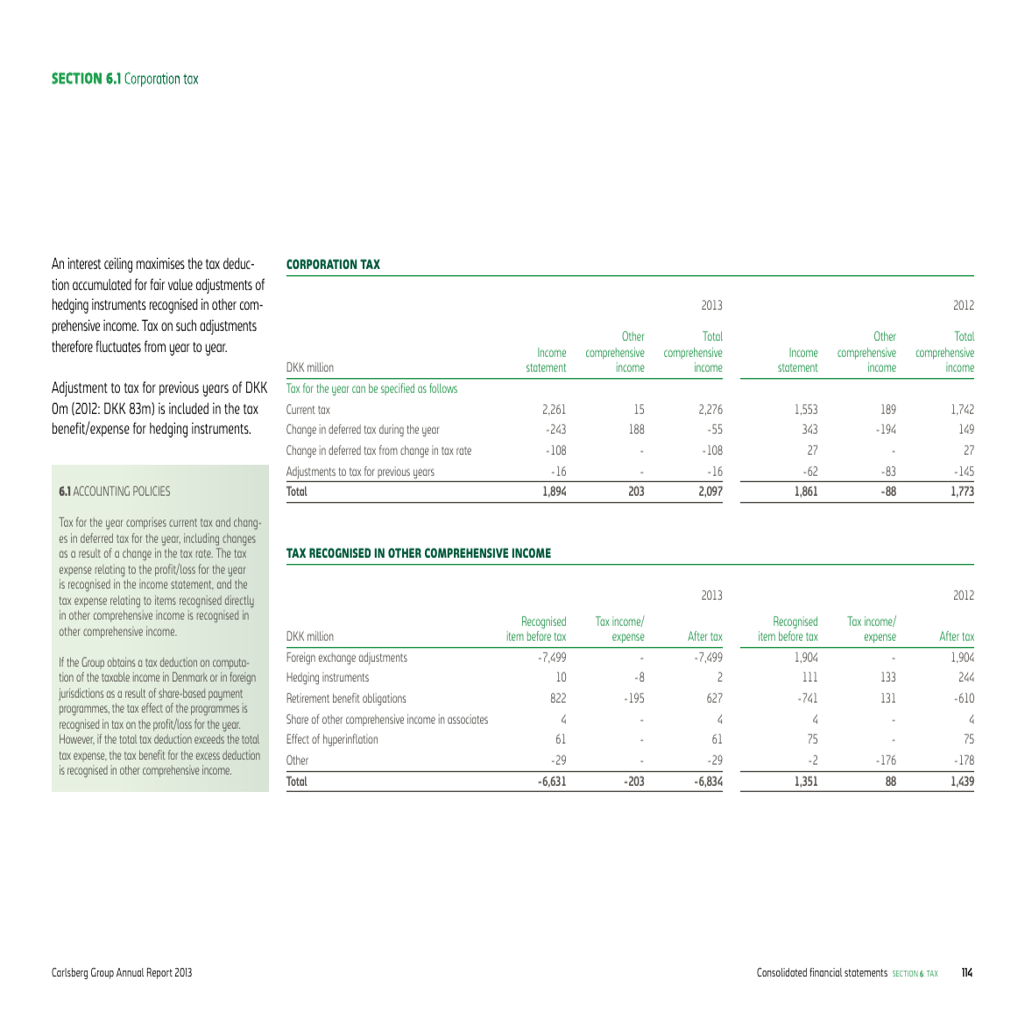 SECTION 6.1 Corporation tax
An interest ceiling maximises the tax deduc-
tion accumulated for fair value adjustments of
hedging instruments recognised in other com-
prehensive income. Tax on such adjustments
therefore fluctuates from year to year.
Adjustment to tax for previous years of DKK
0m (2012: DKK 83m) is included in the tax
benefit/expense for hedging instruments.
6.1 ACCOUNTING POLICIES
Tax for the year comprises current tax and chang-
es in deferred tax for the year, including changes
as a result of a change in the tax rate. The tax
expense relating to the profit/loss for the year
is recognised in the income statement, and the
tax expense relating to items recognised directly
in other comprehensive income is recognised in
other comprehensive income.
If the Group obtains a tax deduction on computa-
tion of the taxable income in Denmark or in foreign
jurisdictions as a result of share-based payment
programmes, the tax effect of the programmes is
recognised in tax on the profit/loss for the year.
However, if the total tax deduction exceeds the total
tax expense, the tax benefit for the excess deduction
is recognised in other comprehensive income.
CORPORATION TAX
2013 2012
Other Total Other Total
Income comprehensive comprehensive Income comprehensive comprehensive
DKK million statement income income statement income income
Tax for the year can be specified as follows
Current tax 2,261 15 2,276 1,553 189 1,742
Change in deferred tax during the year -243 188 -55 343 -194 149
Change in deferred tax from change in tax rate -108 - -108 27 - 27
Adjustments to tax for previous years -16 - -16 -62 -83 -145
Total 1,894 203 2,097 1,861 -88 1,773
TAX RECOGNISED IN OTHER COMPREHENSIVE INCOME
2013 2012
Recognised Tax income/ Recognised Tax income/
DKK million item before tax expense After tax item before tax expense After tax
Foreign exchange adjustments -7,499 - -7,499 1,904 - 1,904
Hedging instruments 10 -8 2 111 133 244
Retirement benefit obligations 822 -195 627 -741 131 -610
Share of other comprehensive income in associates 4 - 4 4 - 4
Effect of hyperinflation 61 - 61 75 - 75
Other -29 - -29 -2 -176 -178
Total -6,631 -203 -6,834 1,351 88 1,439
Carlsberg Group Annual Report 2013
Consolidated financial statements SECTION 6. TAX 114